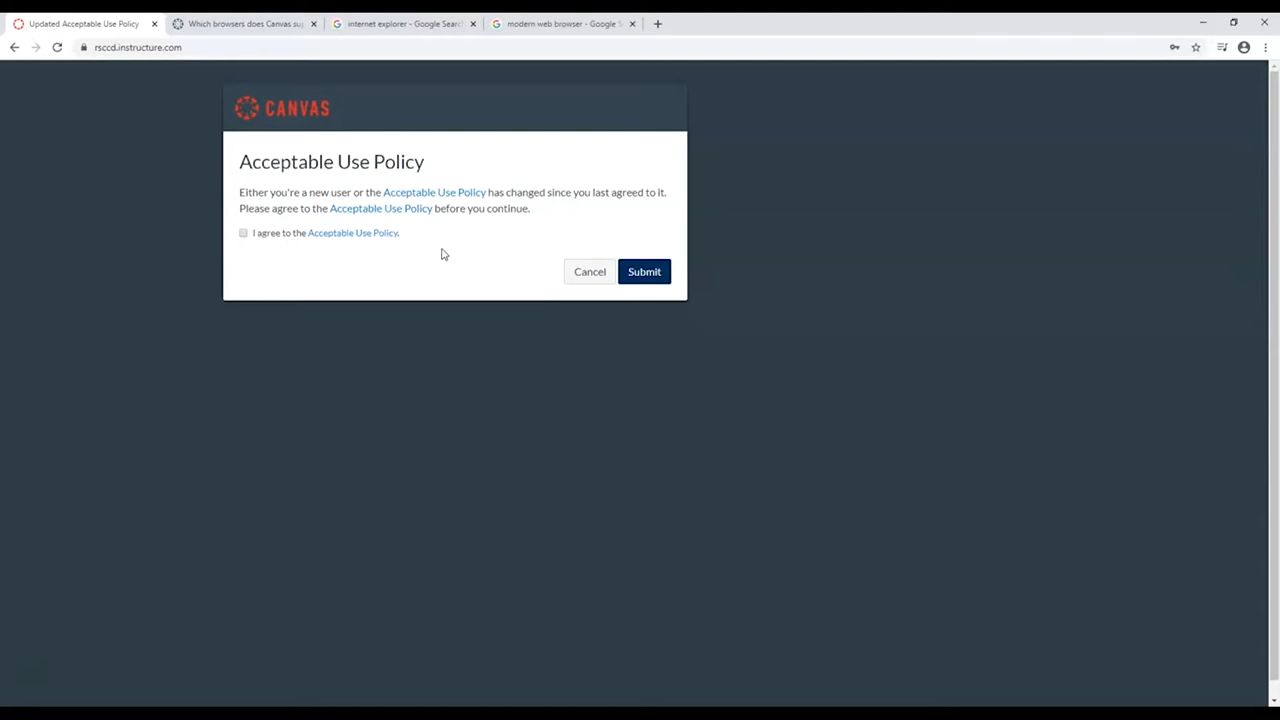 Updated Acceptable Use Policy
Which browsers does Canvas sup
internet explorer - Google Search
modern web browser - Google S
rsccd.instructure.com
CANVAS
Acceptable Use Policy
Either you're a new user or the Acceptable Use Policy has changed since you last agreed to it.
Please agree to the Acceptable Use Policy before you continue.
I agree to the Acceptable Use Policy.
Cancel
Submit